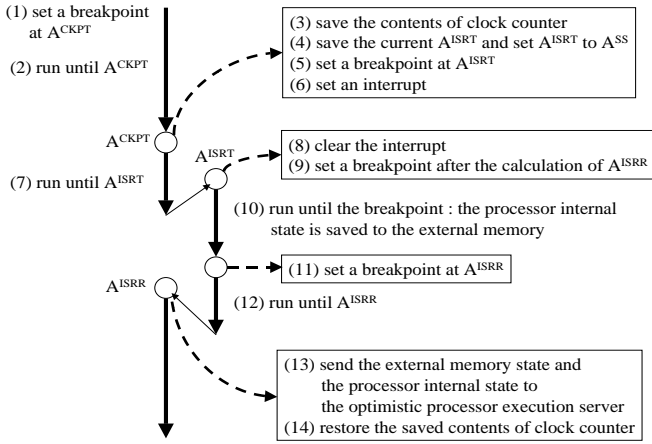 (1) set a breakpoint
at A^CKPT
(2) run until A^CKPT
(3) save the contents of clock counter
(4) save the current A^ISRT and set A^ISRT to A^SS
(5) set a breakpoint at A^ISRT
(6) set an interrupt
A^CKPT
(7) run until A^ISRT
A^ISRT
(8) clear the interrupt
(9) set a breakpoint after the calculation of A^ISRR
(10) run until the breakpoint : the processor internal
state is saved to the external memory
(11) set a breakpoint at A^ISRR
A^ISRR
(12) run until A^ISRR
(13) send the external memory state and
the processor internal state to
the optimistic processor execution server
(14) restore the saved contents of clock counter